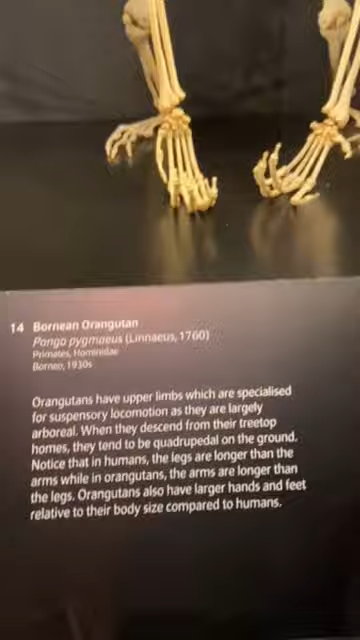 14 Bornean Orangutan
Pongo pygmaeus (Linnaeus, 1760)
Primates, Hominidae
Borneo, 1930s
Orangutans have upper limbs which are specialised
for suspensory locomotion as they are largely
arboreal. When they descend from their treetop
homes, they tend to be quadrupedal on the ground.
Notice that in humans, the legs are longer than the
arms while in orangutans, the arms are longer than
the legs. Orangutans also have larger hands and feet
relative to their body size compared to humans.